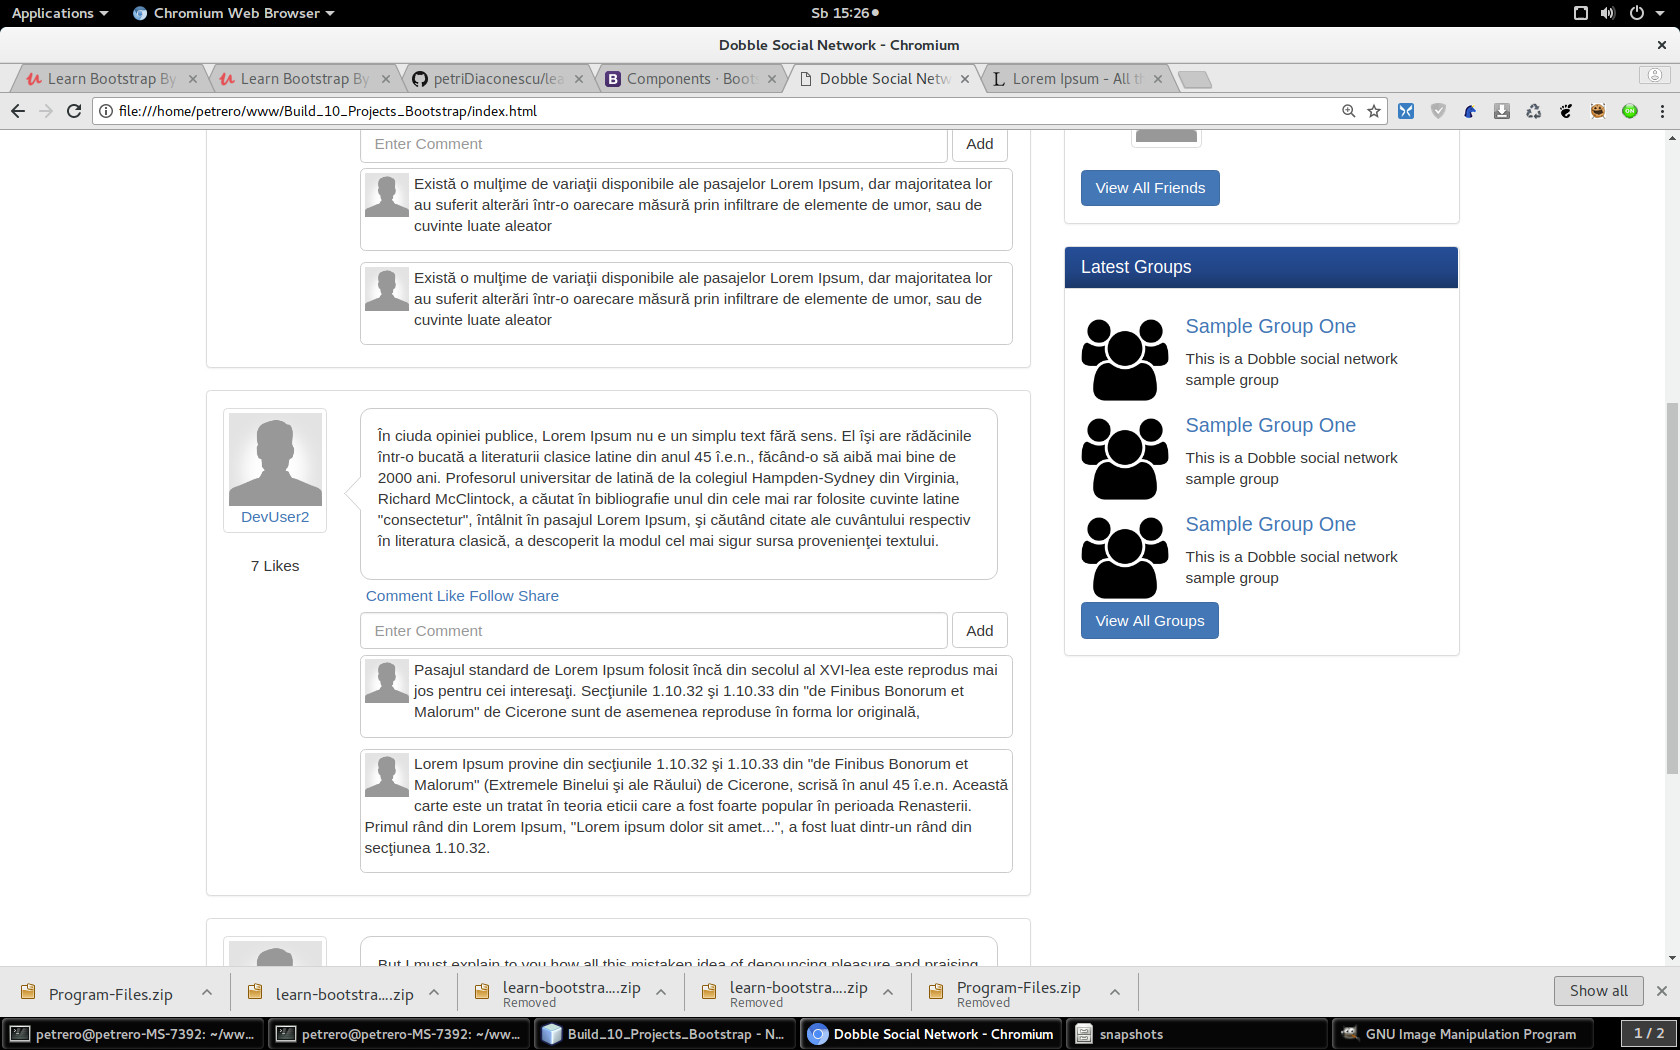 Applications
Chromium Web Browser
Sb 15:26
Dobble Social Network - Chromium
Learn Bootstrap By
Learn Bootstrap By
petriDiaconescu/lea
Components · Boots
Dobble Social Netw
Lorem Ipsum - All th
file:///home/petrero/www/Build_10_Projects_Bootstrap/index.html
Enter Comment
Add
Există o mulţime de variaţii disponibile ale pasajelor Lorem Ipsum, dar majoritatea lor
au suferit alterări într-o oarecare măsură prin infiltrare de elemente de umor, sau de
cuvinte luate aleator
Există o mulţime de variaţii disponibile ale pasajelor Lorem Ipsum, dar majoritatea lor
au suferit alterări într-o oarecare măsură prin infiltrare de elemente de umor, sau de
cuvinte luate aleator
DevUser2
7 Likes
În ciuda opiniei publice, Lorem Ipsum nu e un simplu text fără sens. El îşi are rădăcinile
într-o bucată a literaturii clasice latine din anul 45 î.e.n., făcând-o să aibă mai bine de
2000 ani. Profesorul universitar de latină de la colegiul Hampden-Sydney din Virginia,
Richard McClintock, a căutat în bibliografie unul din cele mai rar folosite cuvinte latine
"consectetur", întâlnit în pasajul Lorem Ipsum, şi căutând citate ale cuvântului respectiv
în literatura clasică, a descoperit la modul cel mai sigur sursa provenienţei textului.
Comment Like Follow Share
Enter Comment
Add
Pasajul standard de Lorem Ipsum folosit încă din secolul al XVI-lea este reprodus mai
jos pentru cei interesaţi. Secţiunile 1.10.32 şi 1.10.33 din "de Finibus Bonorum et
Malorum" de Cicerone sunt de asemenea reproduse în forma lor originală,
Lorem Ipsum provine din secţiunile 1.10.32 şi 1.10.33 din "de Finibus Bonorum et
Malorum" (Extremele Binelui şi ale Răului) de Cicerone, scrisă în anul 45 î.e.n. Această
carte este un tratat în teoria eticii care a fost foarte popular în perioada Renasterii.
Primul rând din Lorem Ipsum, "Lorem ipsum dolor sit amet...", a fost luat dintr-un rând din
secţiunea 1.10.32.
But I must explain to you how all this mistaken idea of denouncing pleasure and praising
View All Friends
Latest Groups
Sample Group One
This is a Dobble social network
sample group
Sample Group One
This is a Dobble social network
sample group
Sample Group One
This is a Dobble social network
sample group
View All Groups
Program-Files.zip
learn-bootstra....zip
learn-bootstra....zip
Removed
learn-bootstra....zip
Removed
Program-Files.zip
Removed
Show all
petrero@petrero-MS-7392: ~/ww...
petrero@petrero-MS-7392: ~/ww...
Build_10_Projects_Bootstrap - N...
Dobble Social Network - Chromium
snapshots
GNU Image Manipulation Program
1 / 2